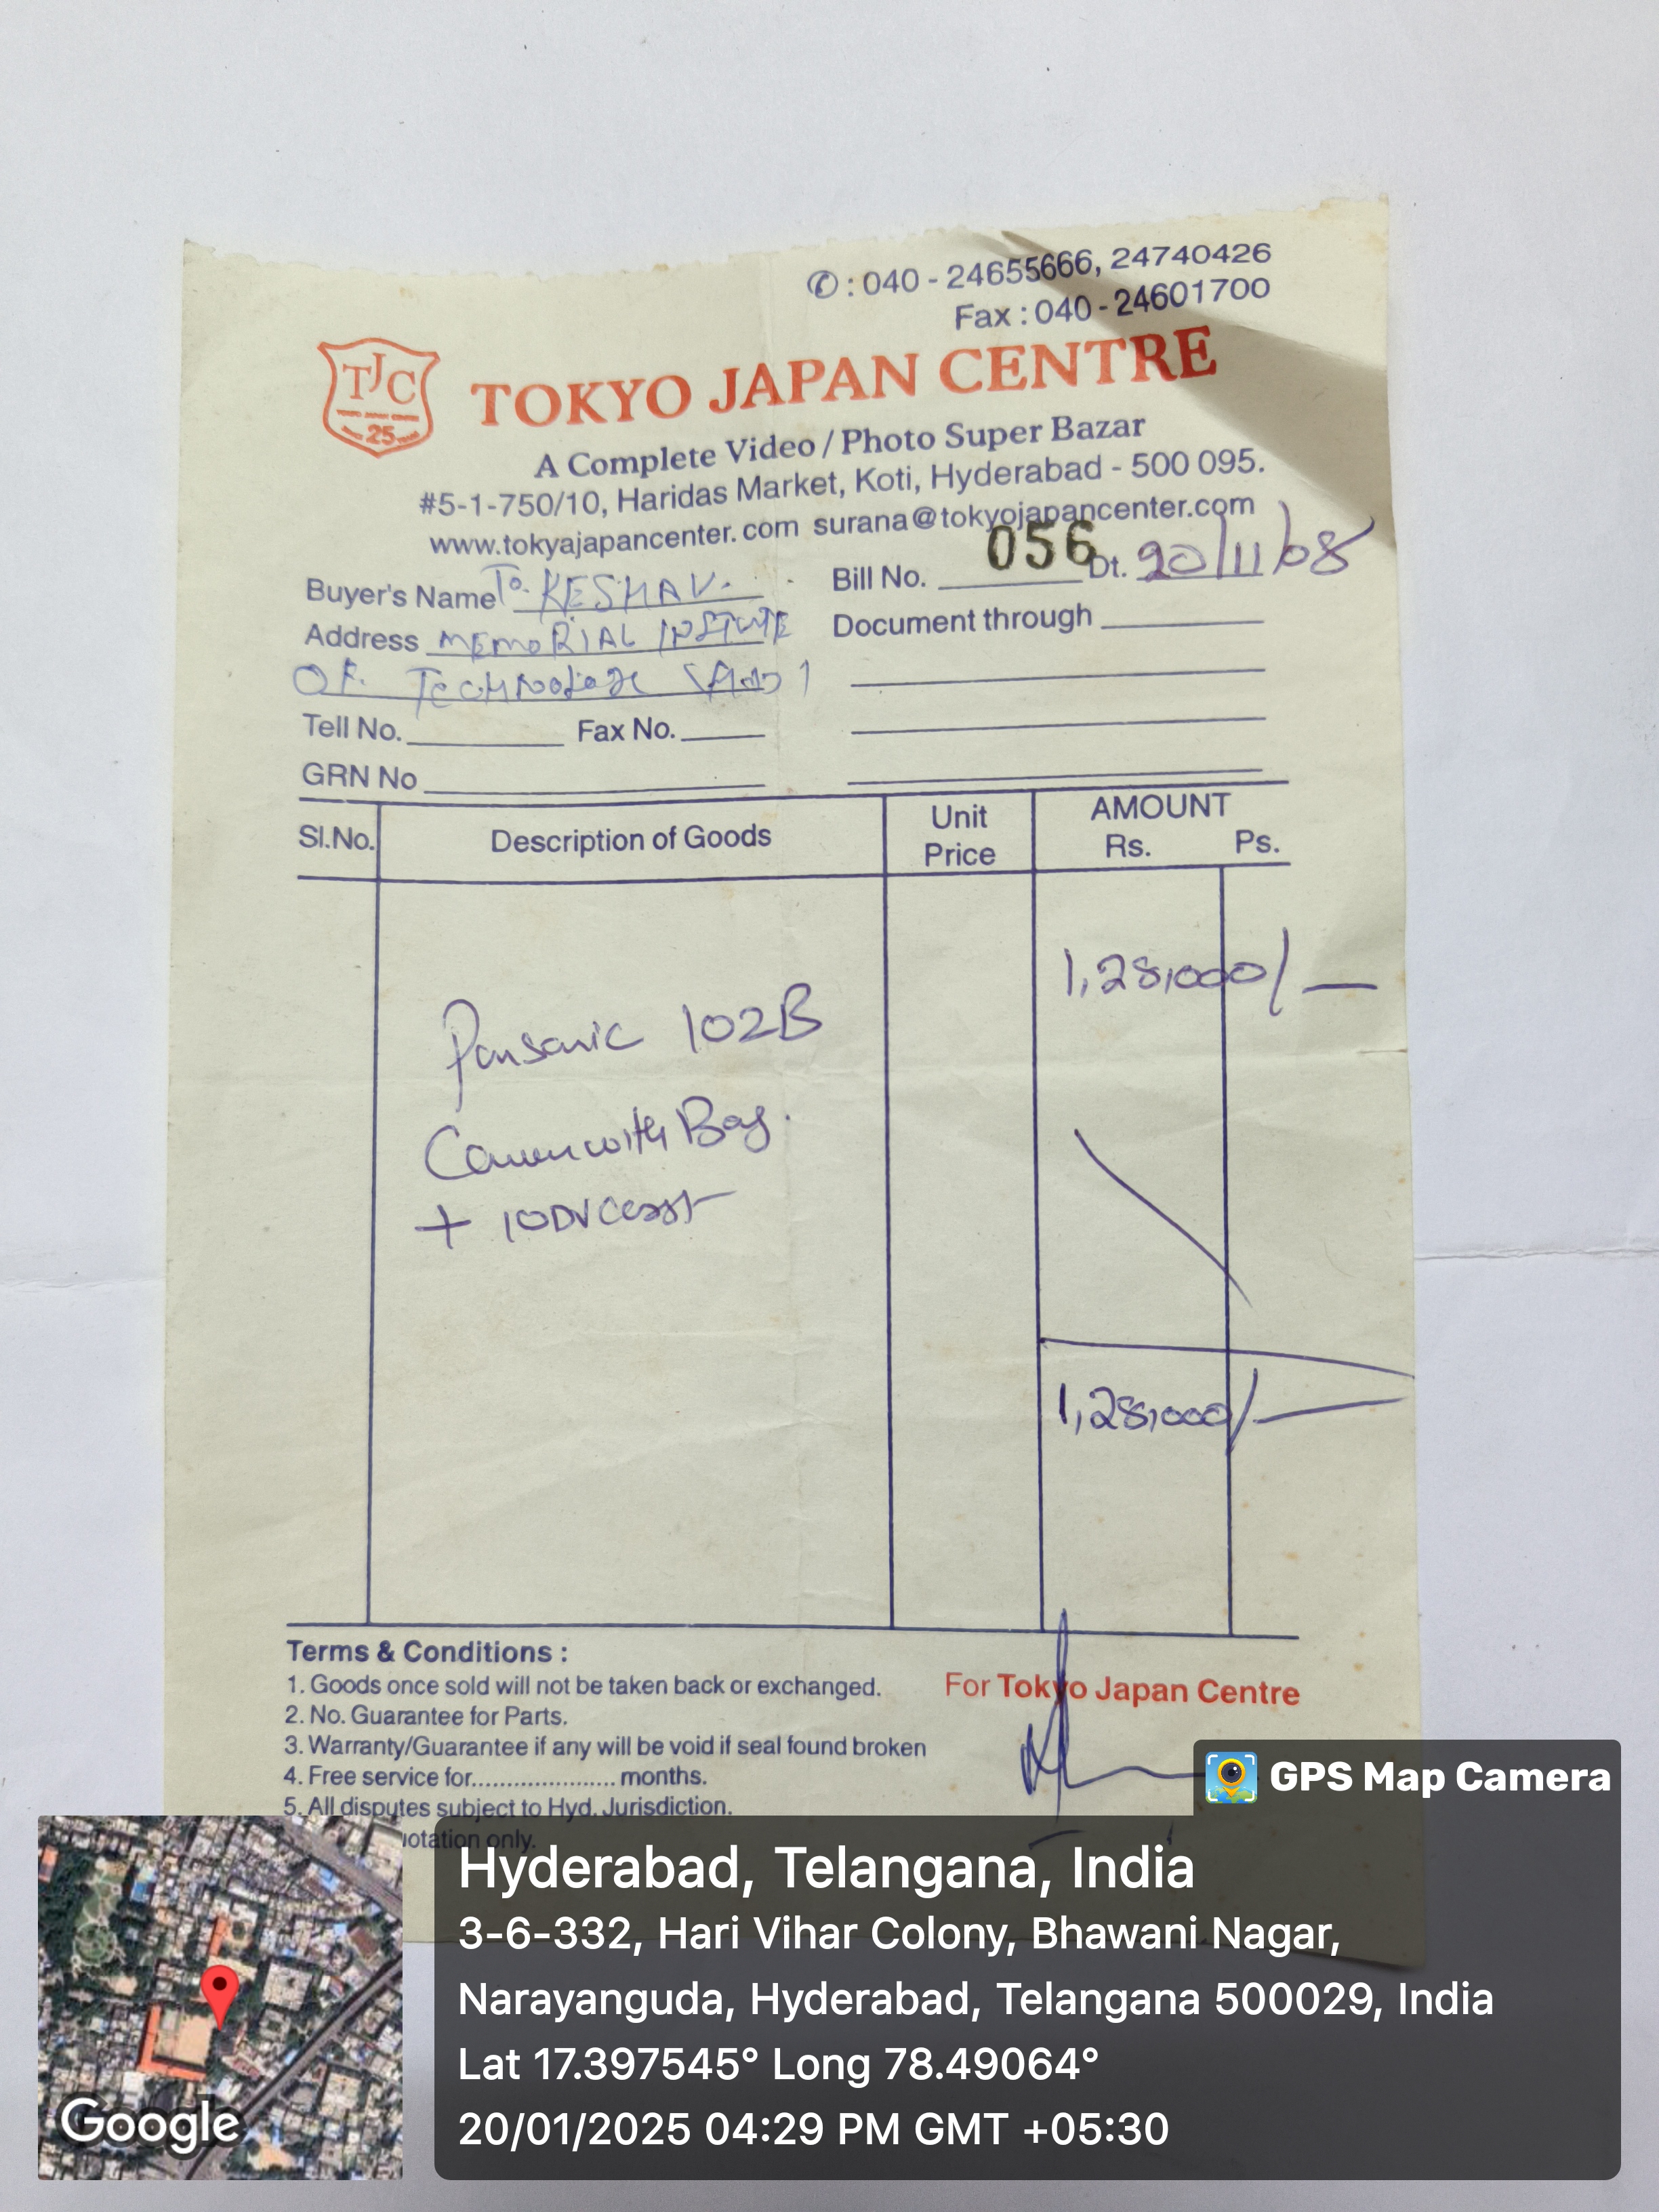 ✆ : 040 - 24655666, 24740426
Fax : 040 - 24601700
TJC
25
TOKYO JAPAN CENTRE
A Complete Video / Photo Super Bazar
#5-1-750/10, Haridas Market, Koti, Hyderabad - 500 095.
www.tokyajapancenter.com surana@tokyojapancenter.com
Buyer's Name To. KESHAV. Bill No. 056 Dt. 20/11/08
Address MEMORIAL Document through
OF.
Tell No. Fax No.
GRN No
Sl.No. Description of Goods Unit Price AMOUNT Rs. Ps.
1,28,000/—
Pansonic 102B
with Bag.
+ 10DV
1,28,000/—
Terms & Conditions :
1. Goods once sold will not be taken back or exchanged.
For Tokyo Japan Centre
2. No. Guarantee for Parts.
3. Warranty/Guarantee if any will be void if seal found broken
4. Free service for...................... months.
5. All disputes subject to Hyd. Jurisdiction.
only.
GPS Map Camera
Hyderabad, Telangana, India
3-6-332, Hari Vihar Colony, Bhawani Nagar,
Narayanguda, Hyderabad, Telangana 500029, India
Lat 17.397545° Long 78.49064°
20/01/2025 04:29 PM GMT +05:30
Google